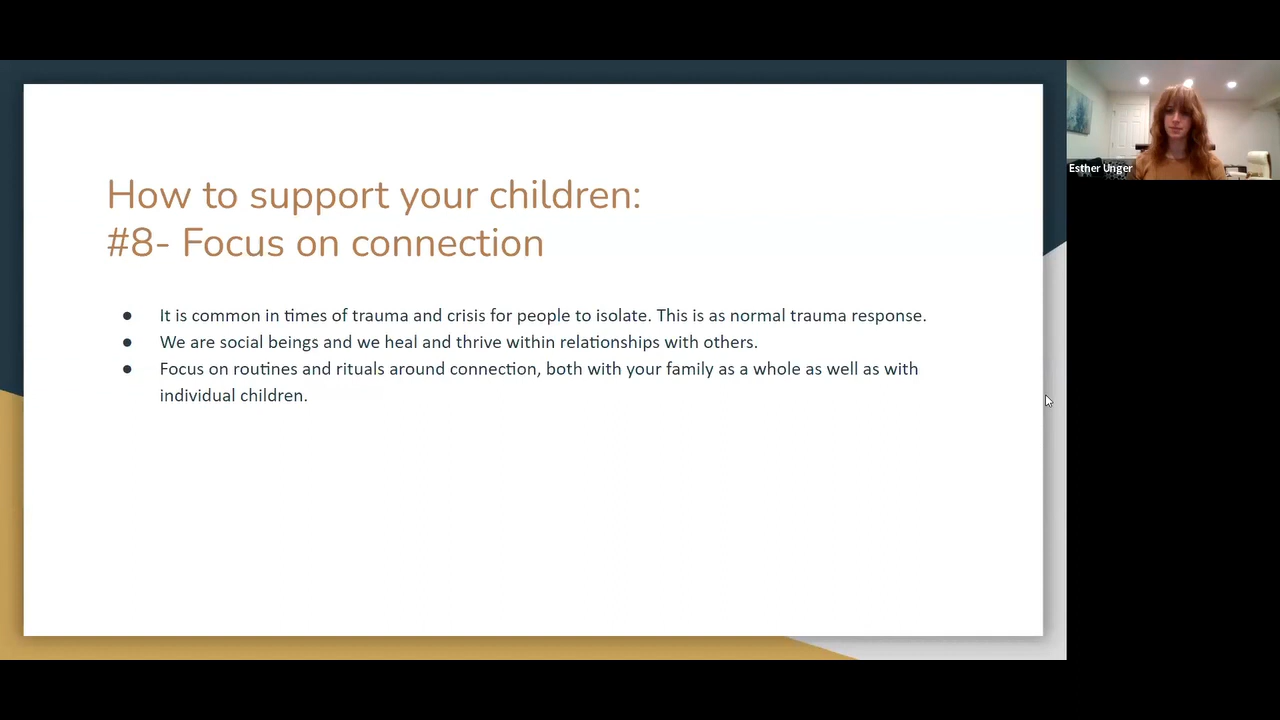 How to support your children:
#8- Focus on connection
● It is common in times of trauma and crisis for people to isolate. This is as normal trauma response.
● We are social beings and we heal and thrive within relationships with others.
● Focus on routines and rituals around connection, both with your family as a whole as well as with
individual children.
Esther Unger